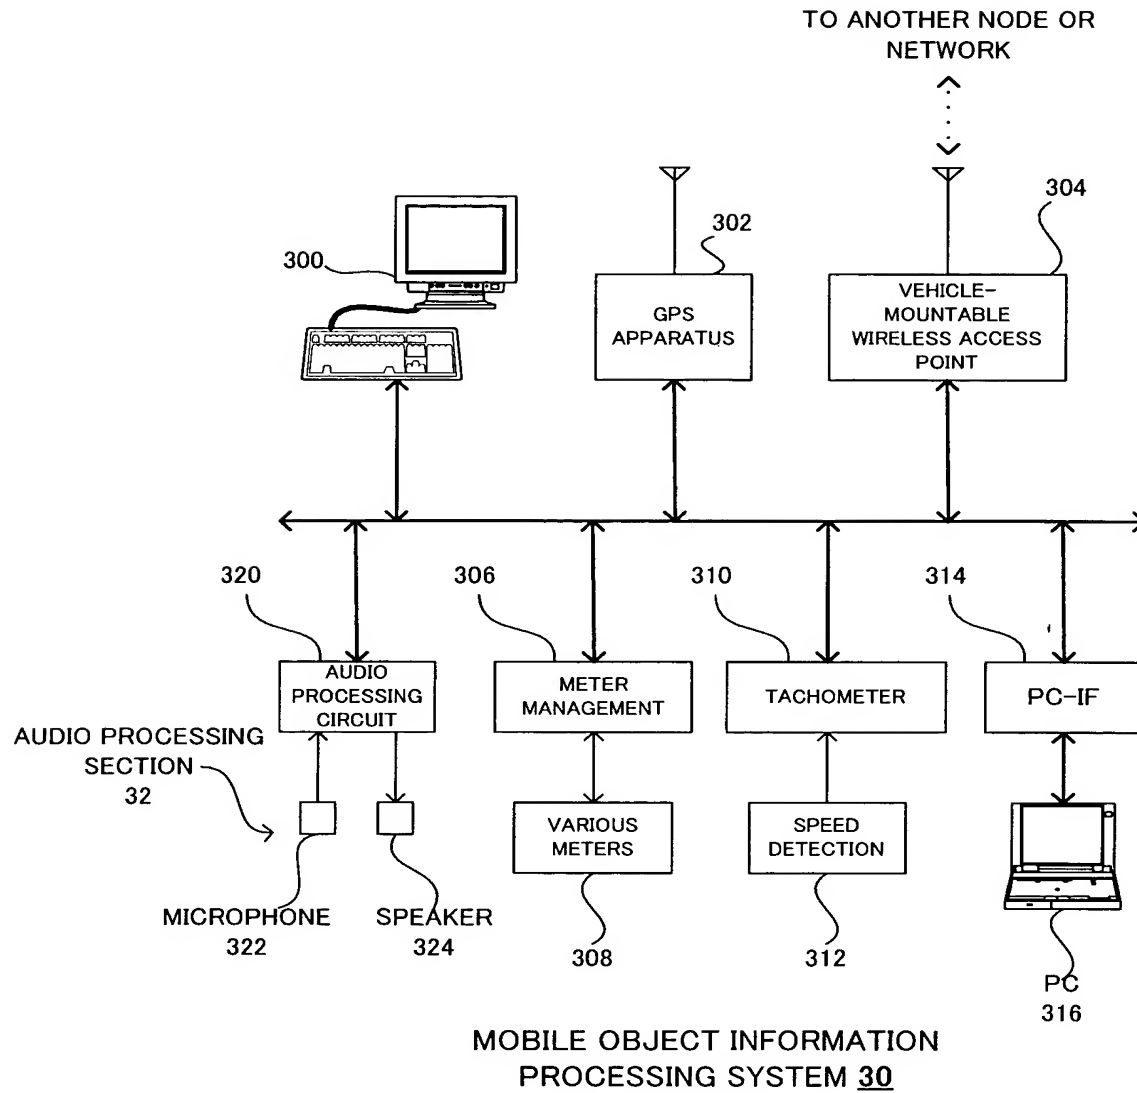 TO ANOTHER NODE OR
NETWORK
300
302
304
GPS
APPARATUS
VEHICLE-
MOUNTABLE
WIRELESS ACCESS
POINT
320
306
310
314
AUDIO
PROCESSING
CIRCUIT
METER
MANAGEMENT
TACHOMETER
PC-IF
AUDIO PROCESSING
SECTION
32
VARIOUS
METERS
SPEED
DETECTION
MICROPHONE
322
SPEAKER
324
308
312
PC
316
MOBILE OBJECT INFORMATION
PROCESSING SYSTEM 30